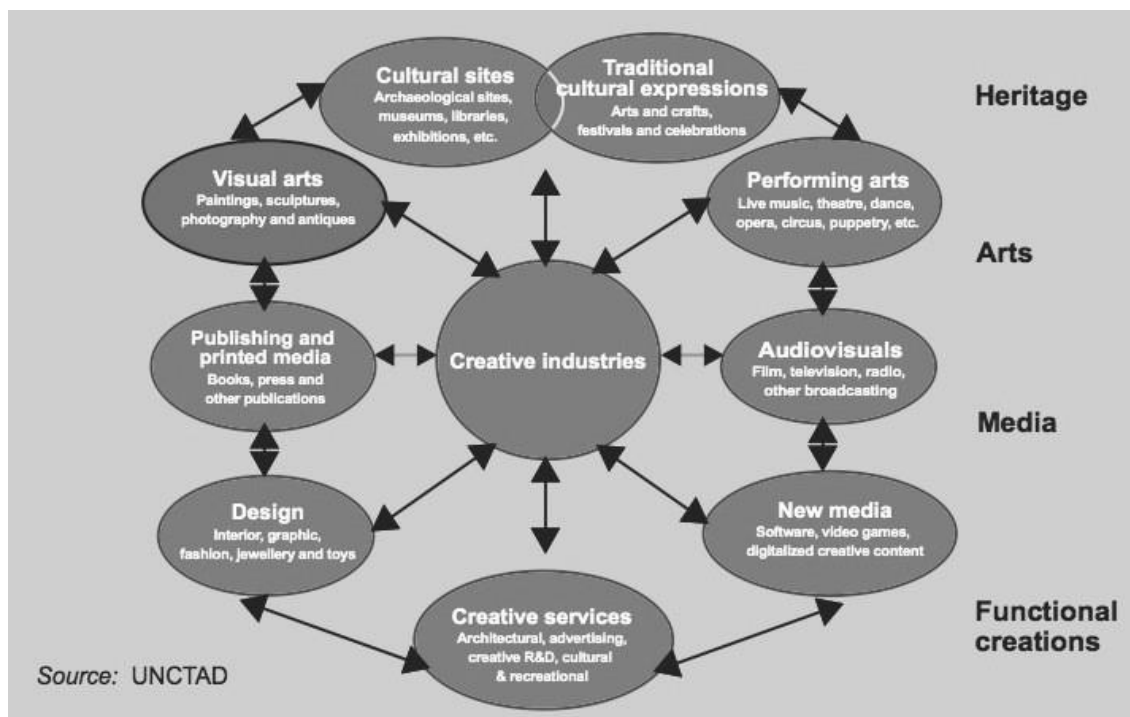 Cultural sites
Archaeological sites,
museums, libraries,
exhibitions, etc.
Traditional
cultural expressions
Arts and crafts,
festivals and celebrations
Heritage
Visual arts
Paintings, sculptures,
photography and antiques
Performing arts
Live music, theatre, dance,
opera, circus, puppetry, etc.
Arts
Publishing and
printed media
Books, press and
other publications
Creative industries
Audiovisuals
Film, television, radio,
other broadcasting
Media
Design
Interior, graphic,
fashion, jewellery and toys
New media
Software, video games,
digitalized creative content
Creative services
Architectural, advertising,
creative R&D, cultural
& recreational
Functional
creations
Source: UNCTAD